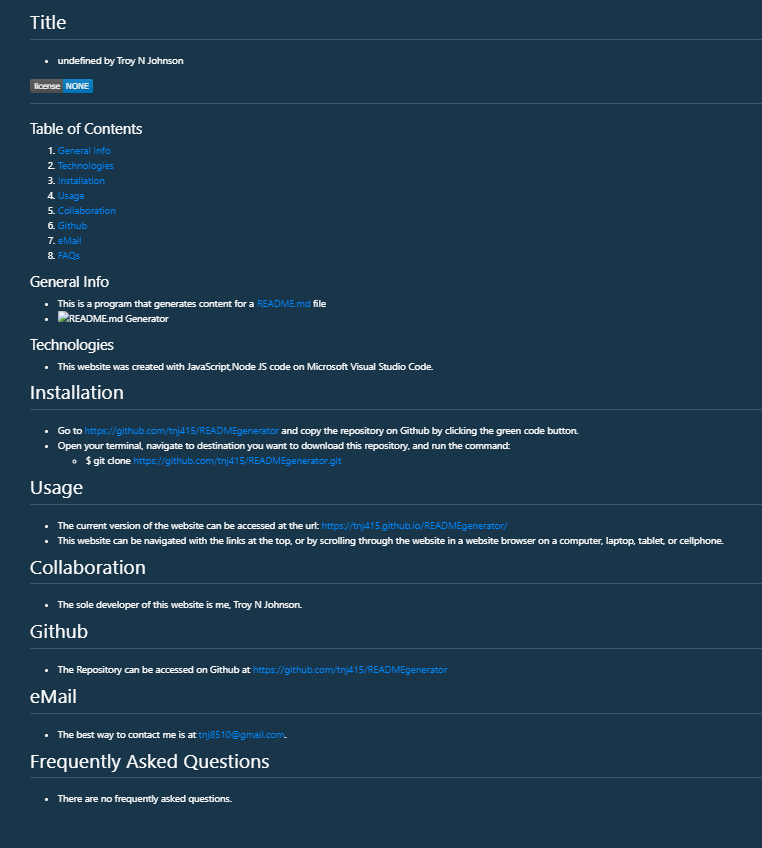 Title
• undefined by Troy N Johnson
license NONE
Table of Contents
1. General Info
2. Technologies
3. Installation
4. Usage
5. Collaboration
6. Github
7. eMail
8. FAQs
General Info
• This is a program that generates content for a README.md file
• README.md Generator
Technologies
• This website was created with JavaScript,Node JS code on Microsoft Visual Studio Code.
Installation
• Go to https://github.com/tnj415/READMEgenerator and copy the repository on Github by clicking the green code button.
• Open your terminal, navigate to destination you want to download this repository, and run the command:
◦ $ git clone https://github.com/tnj415/READMEgenerator.git
Usage
• The current version of the website can be accessed at the url: https://tnj415.github.io/READMEgenerator/
• This website can be navigated with the links at the top, or by scrolling through the website in a website browser on a computer, laptop, tablet, or cellphone.
Collaboration
• The sole developer of this website is me, Troy N Johnson.
Github
• The Repository can be accessed on Github at https://github.com/tnj415/READMEgenerator
eMail
• The best way to contact me is at tnj8510@gmail.com.
Frequently Asked Questions
• There are no frequently asked questions.